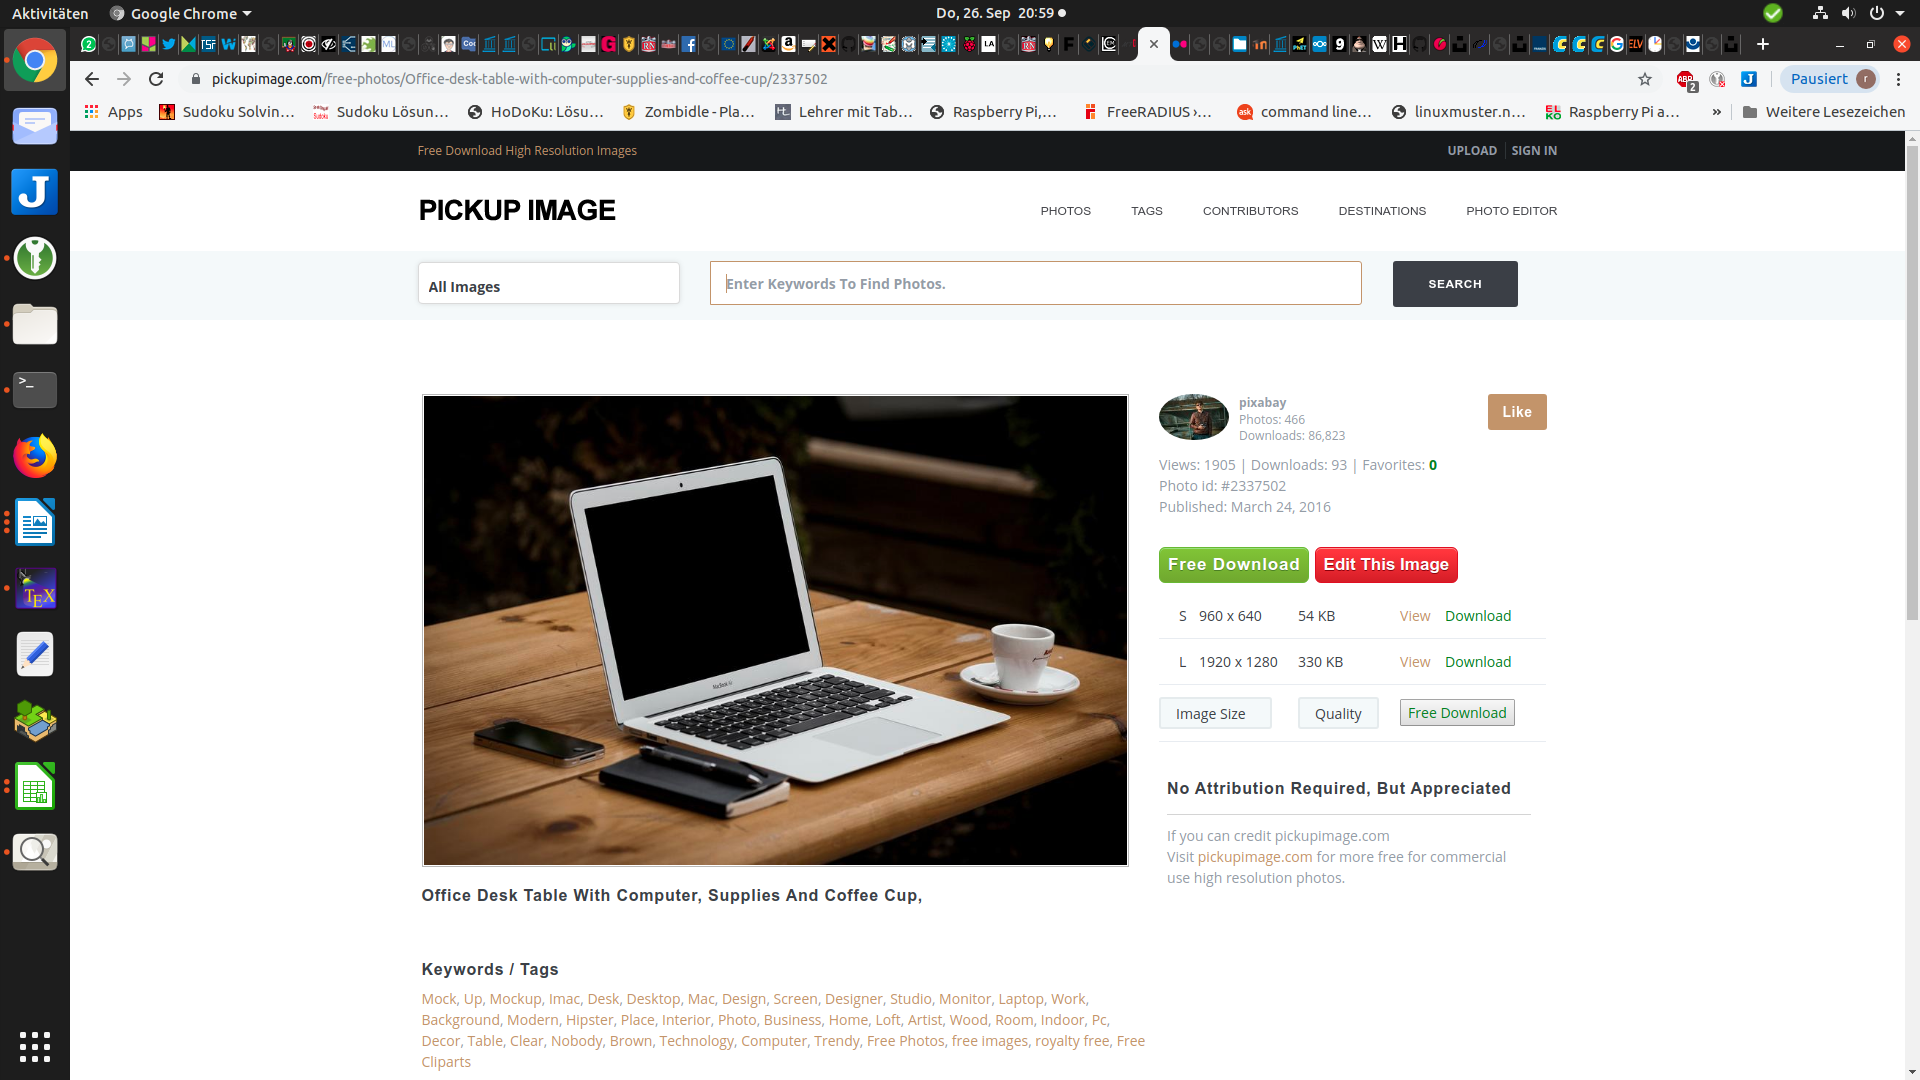 Aktivitäten
Google Chrome
Do, 26. Sep 20:59
pickupimage.com/free-photos/Office-desk-table-with-computer-supplies-and-coffee-cup/2337502
Pausiert r
Apps
Sudoku Solvin...
Sudoku Lösun...
HoDoKu: Lösu...
Zombidle - Pla...
Lehrer mit Tab...
Raspberry Pi,...
FreeRADIUS ›...
command line...
linuxmuster.n...
Raspberry Pi a...
»
Weitere Lesezeichen
Free Download High Resolution Images
UPLOAD
SIGN IN
PICKUP IMAGE
PHOTOS
TAGS
CONTRIBUTORS
DESTINATIONS
PHOTO EDITOR
All Images
Enter Keywords To Find Photos.
SEARCH
pixabay
Photos: 466
Downloads: 86,823
Like
Views: 1905 | Downloads: 93 | Favorites: 0
Photo id: #2337502
Published: March 24, 2016
Free Download
Edit This Image
S 960 x 640 54 KB View Download
L 1920 x 1280 330 KB View Download
Image Size
Quality
Free Download
No Attribution Required, But Appreciated
If you can credit pickupimage.com
Visit pickupimage.com for more free for commercial
use high resolution photos.
Office Desk Table With Computer, Supplies And Coffee Cup,
Keywords / Tags
Mock, Up, Mockup, Imac, Desk, Desktop, Mac, Design, Screen, Designer, Studio, Monitor, Laptop, Work,
Background, Modern, Hipster, Place, Interior, Photo, Business, Home, Loft, Artist, Wood, Room, Indoor, Pc,
Decor, Table, Clear, Nobody, Brown, Technology, Computer, Trendy, Free Photos, free images, royalty free, Free
Cliparts